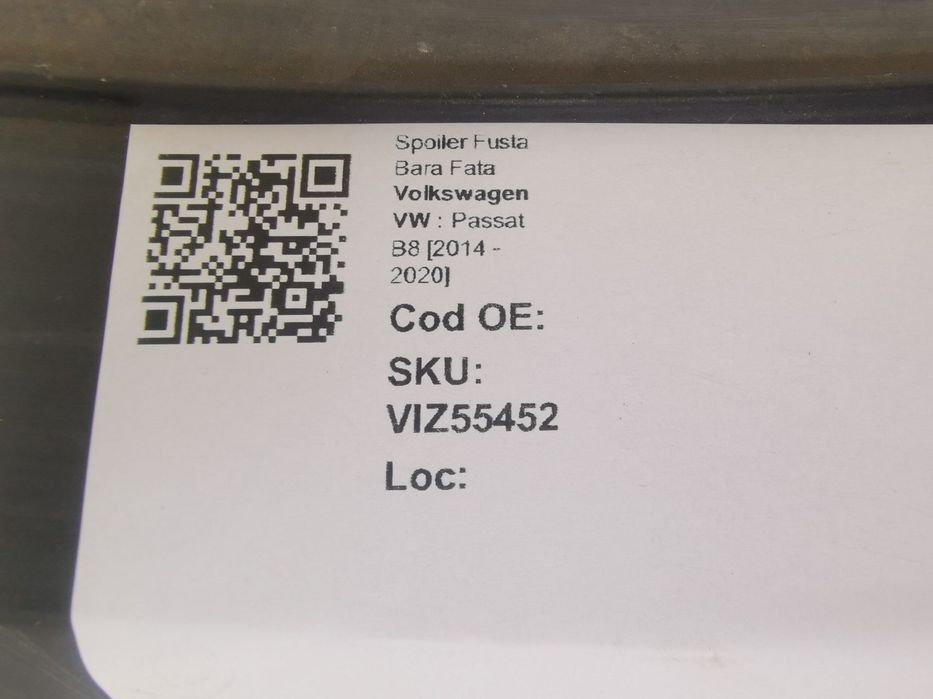 Spoiler Fusta
Bara Fata
Volkswagen
VW : Passat
B8 [2014 -
2020]
Cod OE:
SKU:
VIZ55452
Loc: